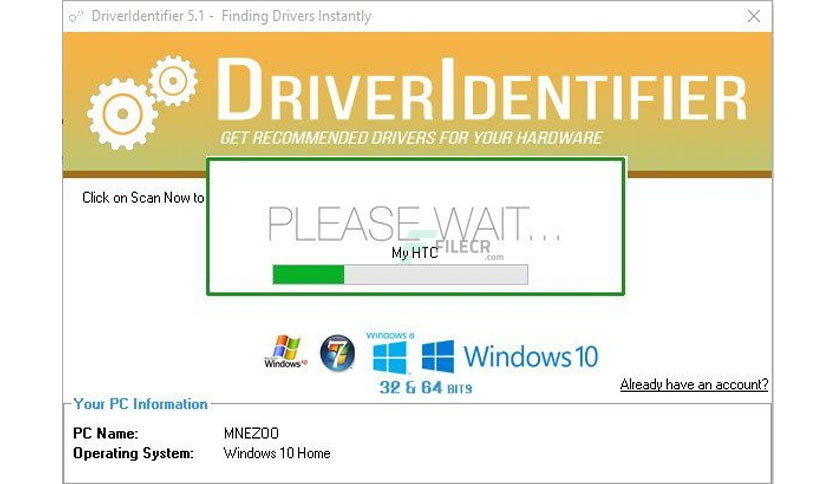 DriverIdentifier 5.1 - Finding Drivers Instantly
DRIVERIDENTIFIER
GET RECOMMENDED DRIVERS FOR YOUR HARDWARE
Click on Scan Now to
PLEASE WAIT...
My HTC
FILECR
.com
Windows xp
7
Windows 8
Windows 10
32 & 64 BITS
Already have an account?
Your PC Information
PC Name: MNEZOO
Operating System: Windows 10 Home